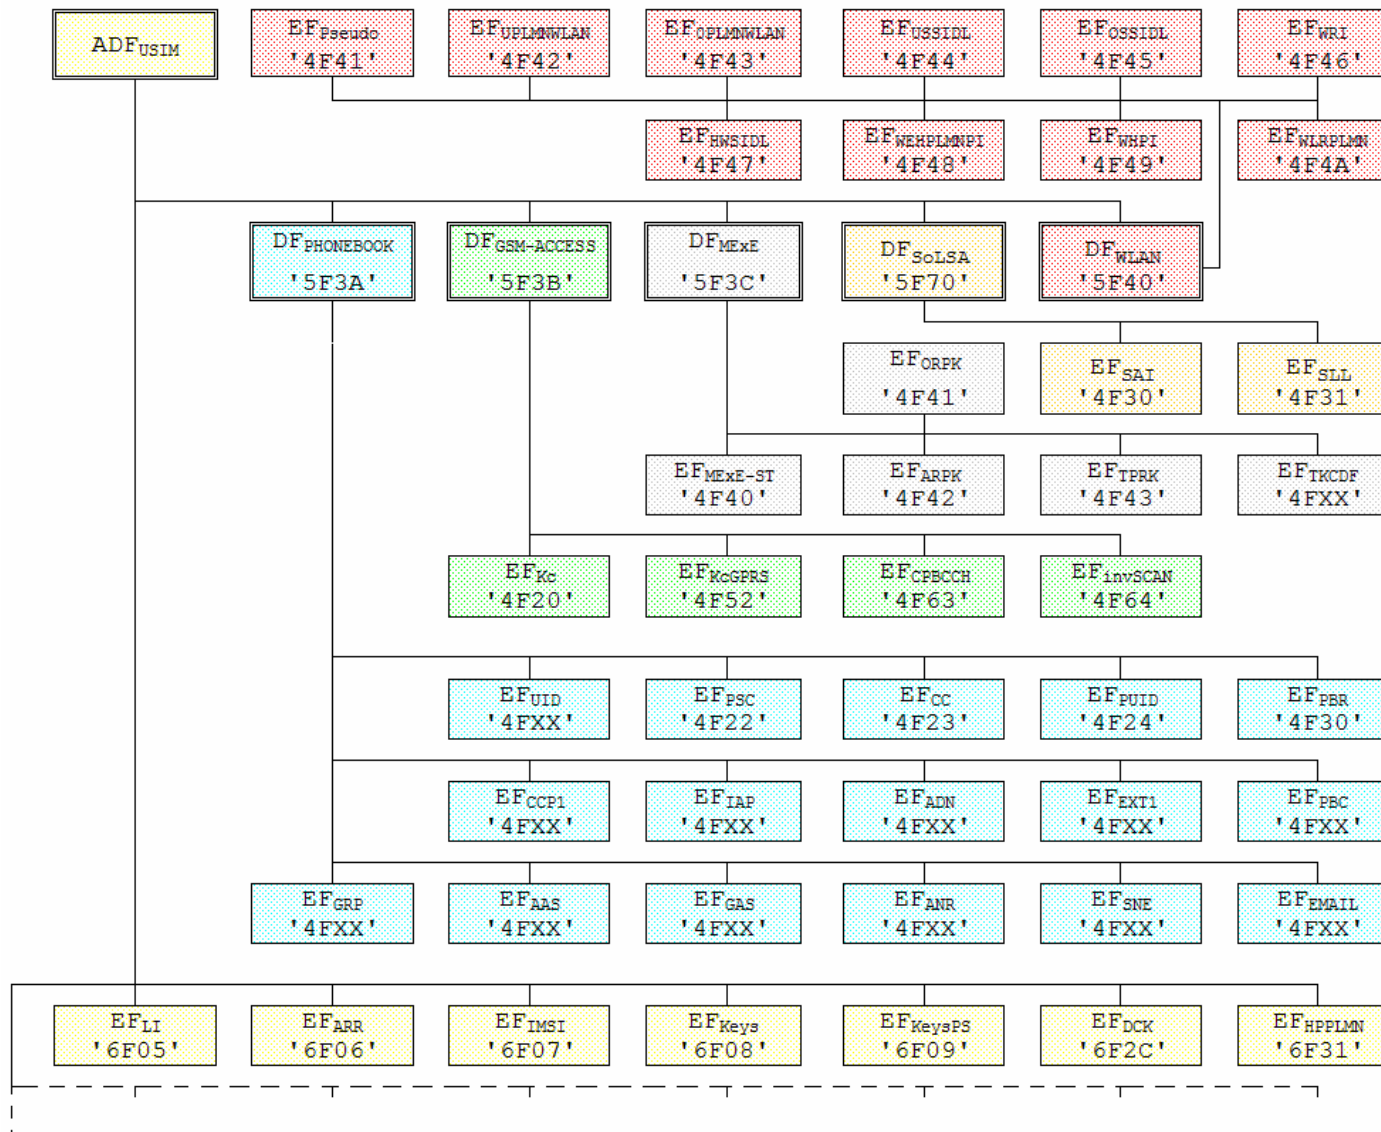 ADFUSIM
EFPseudo
'4F41'
EFUPLMNWLAN
'4F42'
EFOPLMNWLAN
'4F43'
EFUSSIDL
'4F44'
EFOSSIDL
'4F45'
EFWRI
'4F46'
EFHWSIDL
'4F47'
EFWEHPLMNPI
'4F48'
EFWHPI
'4F49'
EFWLRPLMN
'4F4A'
DFPHONEBOOK
'5F3A'
DFGSM-ACCESS
'5F3B'
DFMExE
'5F3C'
DFSoLSA
'5F70'
DFWLAN
'5F40'
EFORPK
'4F41'
EFSAI
'4F30'
EFSLL
'4F31'
EFMExE-ST
'4F40'
EFARPK
'4F42'
EFTPRK
'4F43'
EFTKCDF
'4FXX'
EFKc
'4F20'
EFKcGPRS
'4F52'
EFCPBCCH
'4F63'
EFinvSCAN
'4F64'
EFUID
'4FXX'
EFPSC
'4F22'
EFCC
'4F23'
EFPUID
'4F24'
EFPBR
'4F30'
EFCCP1
'4FXX'
EFIAP
'4FXX'
EFADN
'4FXX'
EFEXT1
'4FXX'
EFPBC
'4FXX'
EFGRP
'4FXX'
EFAAS
'4FXX'
EFGAS
'4FXX'
EFANR
'4FXX'
EFSNE
'4FXX'
EFEMAIL
'4FXX'
EFLI
'6F05'
EFARR
'6F06'
EFIMSI
'6F07'
EFKeys
'6F08'
EFKeysPS
'6F09'
EFDCK
'6F2C'
EFHPPLMN
'6F31'